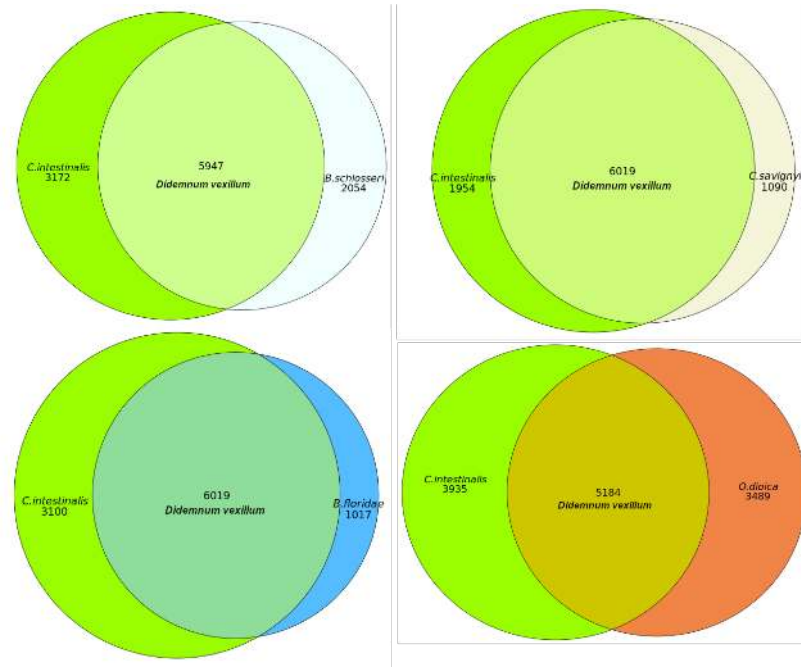 C.intestinalis
3172
5947
Didemnum vexillum
B.schlosseri
2054
C.intestinalis
1954
6019
Didemnum vexillum
C.savignyi
1090
C.intestinalis
3100
6019
Didemnum vexillum
B.floridae
1017
C.intestinalis
3935
5184
Didemnum vexillum
O.dioica
3489